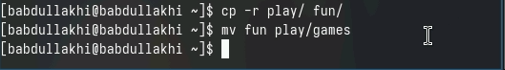 [babdullakhi@babdullakhi ~]$ cp -r play/ fun/
[babdullakhi@babdullakhi ~]$ mv fun play/games
[babdullakhi@babdullakhi ~]$